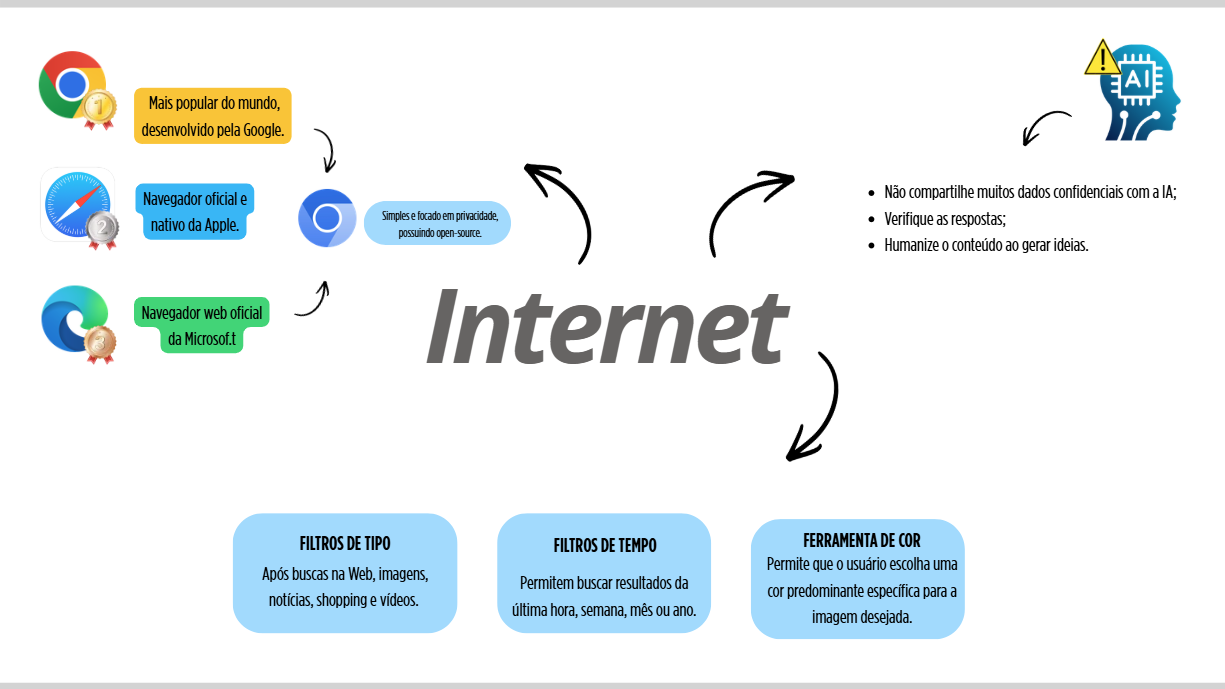 1
Mais popular do mundo,
desenvolvido pela Google.
2
Navegador oficial e
nativo da Apple.
3
Navegador web oficial
da Microsof.t
Simples e focado em privacidade,
possuindo open-source.
Internet
AI
• Não compartilhe muitos dados confidenciais com a IA;
• Verifique as respostas;
• Humanize o conteúdo ao gerar ideias.
FILTROS DE TIPO
Após buscas na Web, imagens,
notícias, shopping e vídeos.
FILTROS DE TEMPO
Permitem buscar resultados da
última hora, semana, mês ou ano.
FERRAMENTA DE COR
Permite que o usuário escolha uma
cor predominante específica para a
imagem desejada.